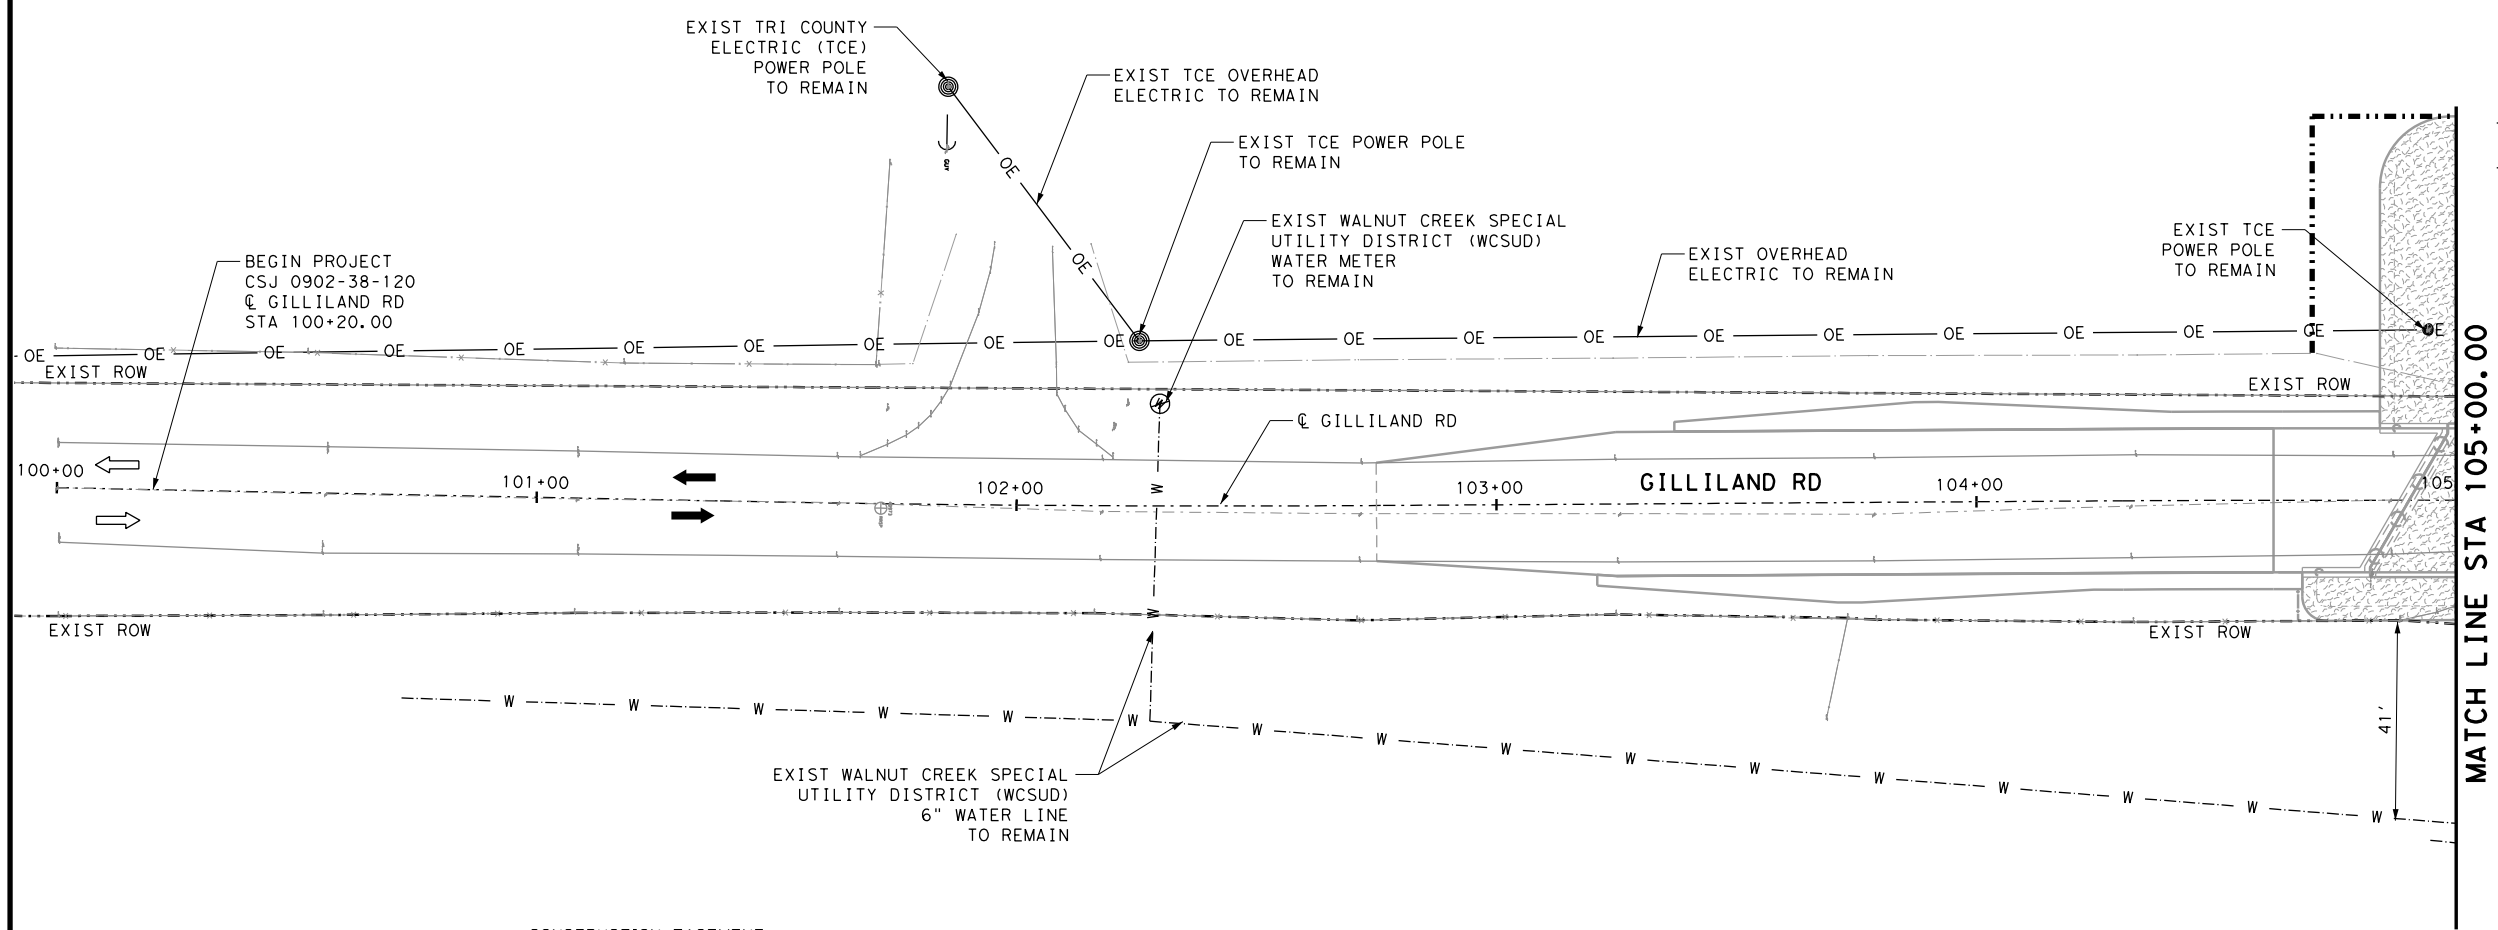 EXIST TRI COUNTY
ELECTRIC (TCE)
POWER POLE
TO REMAIN
EXIST TCE OVERHEAD
ELECTRIC TO REMAIN
EXIST TCE POWER POLE
TO REMAIN
GUY
EXIST WALNUT CREEK SPECIAL
UTILITY DISTRICT (WCSUD)
WATER METER
TO REMAIN
EXIST OVERHEAD
ELECTRIC TO REMAIN
EXIST TCE
POWER POLE
TO REMAIN
BEGIN PROJECT
CSJ 0902-38-120
℄ GILLILAND RD
STA 100+20.00
OE OE
OE OE OE OE OE OE OE OE OE OE OE OE OE OE OE OE OE OE OE OE OE
EXIST ROW
EXIST ROW
W
℄ GILLILAND RD
100+00
101+00
102+00
103+00
GILLILAND RD
104+00
105
W
W
EXIST ROW
EXIST ROW
W W W W W W W W W W W W W W W W
41'
EXIST WALNUT CREEK SPECIAL
UTILITY DISTRICT (WCSUD)
6" WATER LINE
TO REMAIN
MATCH LINE STA 105+00.00